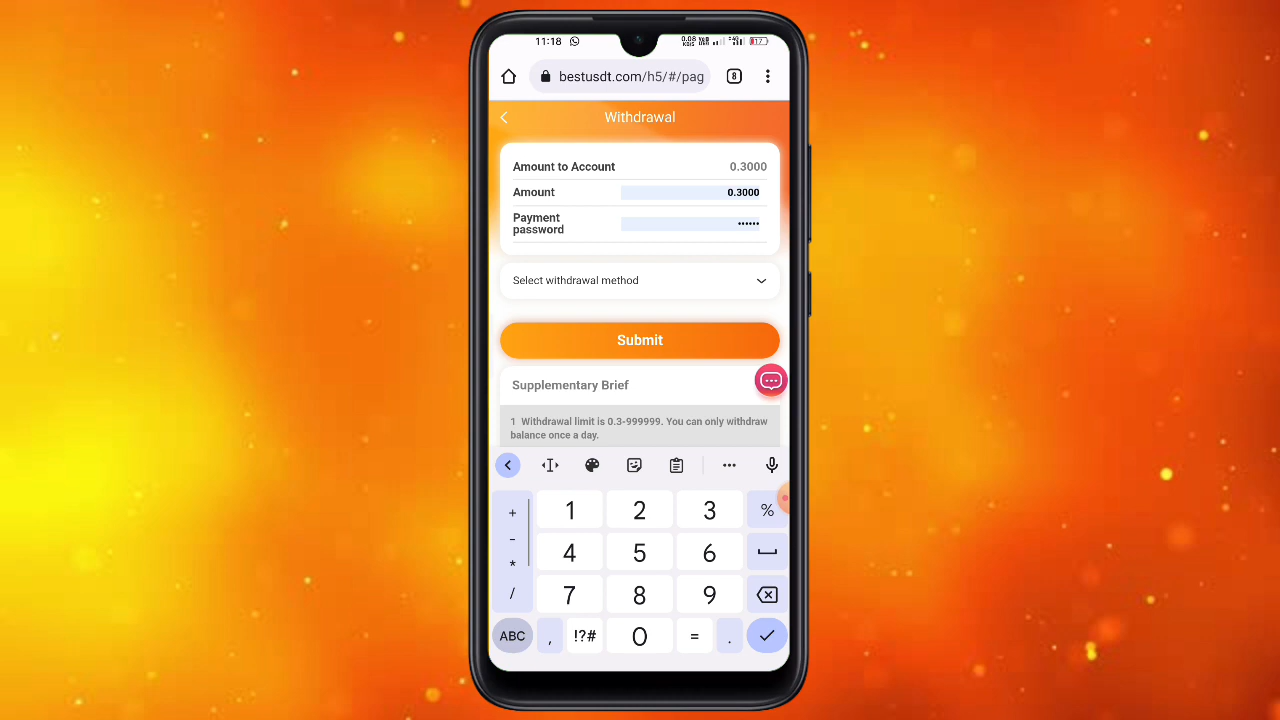 11:18
8
bestusdt.com/h5/#/pag
Withdrawal
Amount to Account 0.3000
Amount 0.3000
Payment
password ••••••
Select withdrawal method
Submit
Supplementary Brief
1 Withdrawal limit is 0.3-999999. You can only withdraw
balance once a day.
+ 1 2 3 %
-
* 4 5 6
/ 7 8 9
ABC , !?# 0 = .